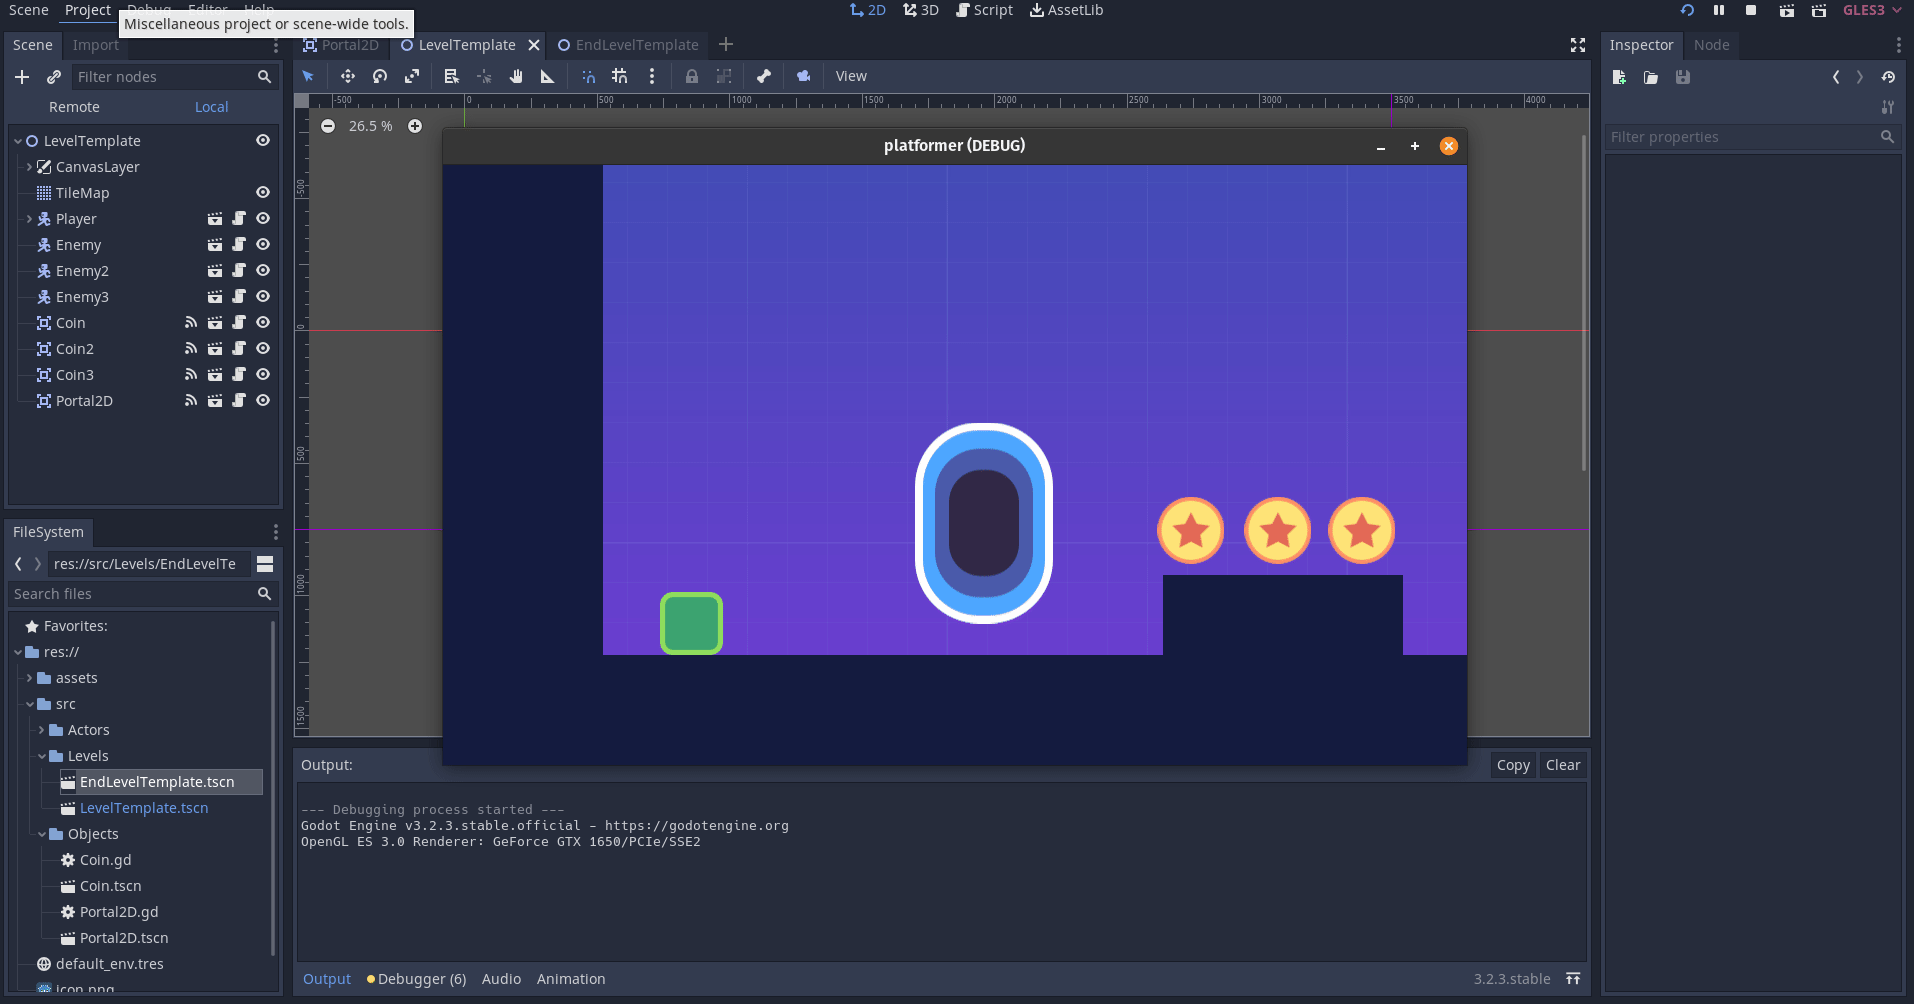 Scene Project Debug Editor Help
Miscellaneous project or scene-wide tools.
2D 3D Script AssetLib
GLES3
Scene Import
Portal2D LevelTemplate EndLevelTemplate
Inspector Node
Filter nodes
View
Remote Local
-500 0 500 1000 1500 2000 2500 3000 3500 4000
26.5 %
Filter properties
LevelTemplate
CanvasLayer
TileMap
Player
Enemy
Enemy2
Enemy3
Coin
Coin2
Coin3
Portal2D
-500
0
500
1000
1500
platformer (DEBUG)
FileSystem
res://src/Levels/EndLevelTe
Search files
Favorites:
res://
assets
src
Actors
Levels
EndLevelTemplate.tscn
LevelTemplate.tscn
Objects
Coin.gd
Coin.tscn
Portal2D.gd
Portal2D.tscn
default_env.tres
icon.png
Output:
Copy Clear
--- Debugging process started ---
Godot Engine v3.2.3.stable.official - https://godotengine.org
OpenGL ES 3.0 Renderer: GeForce GTX 1650/PCIe/SSE2
Output Debugger (6) Audio Animation
3.2.3.stable